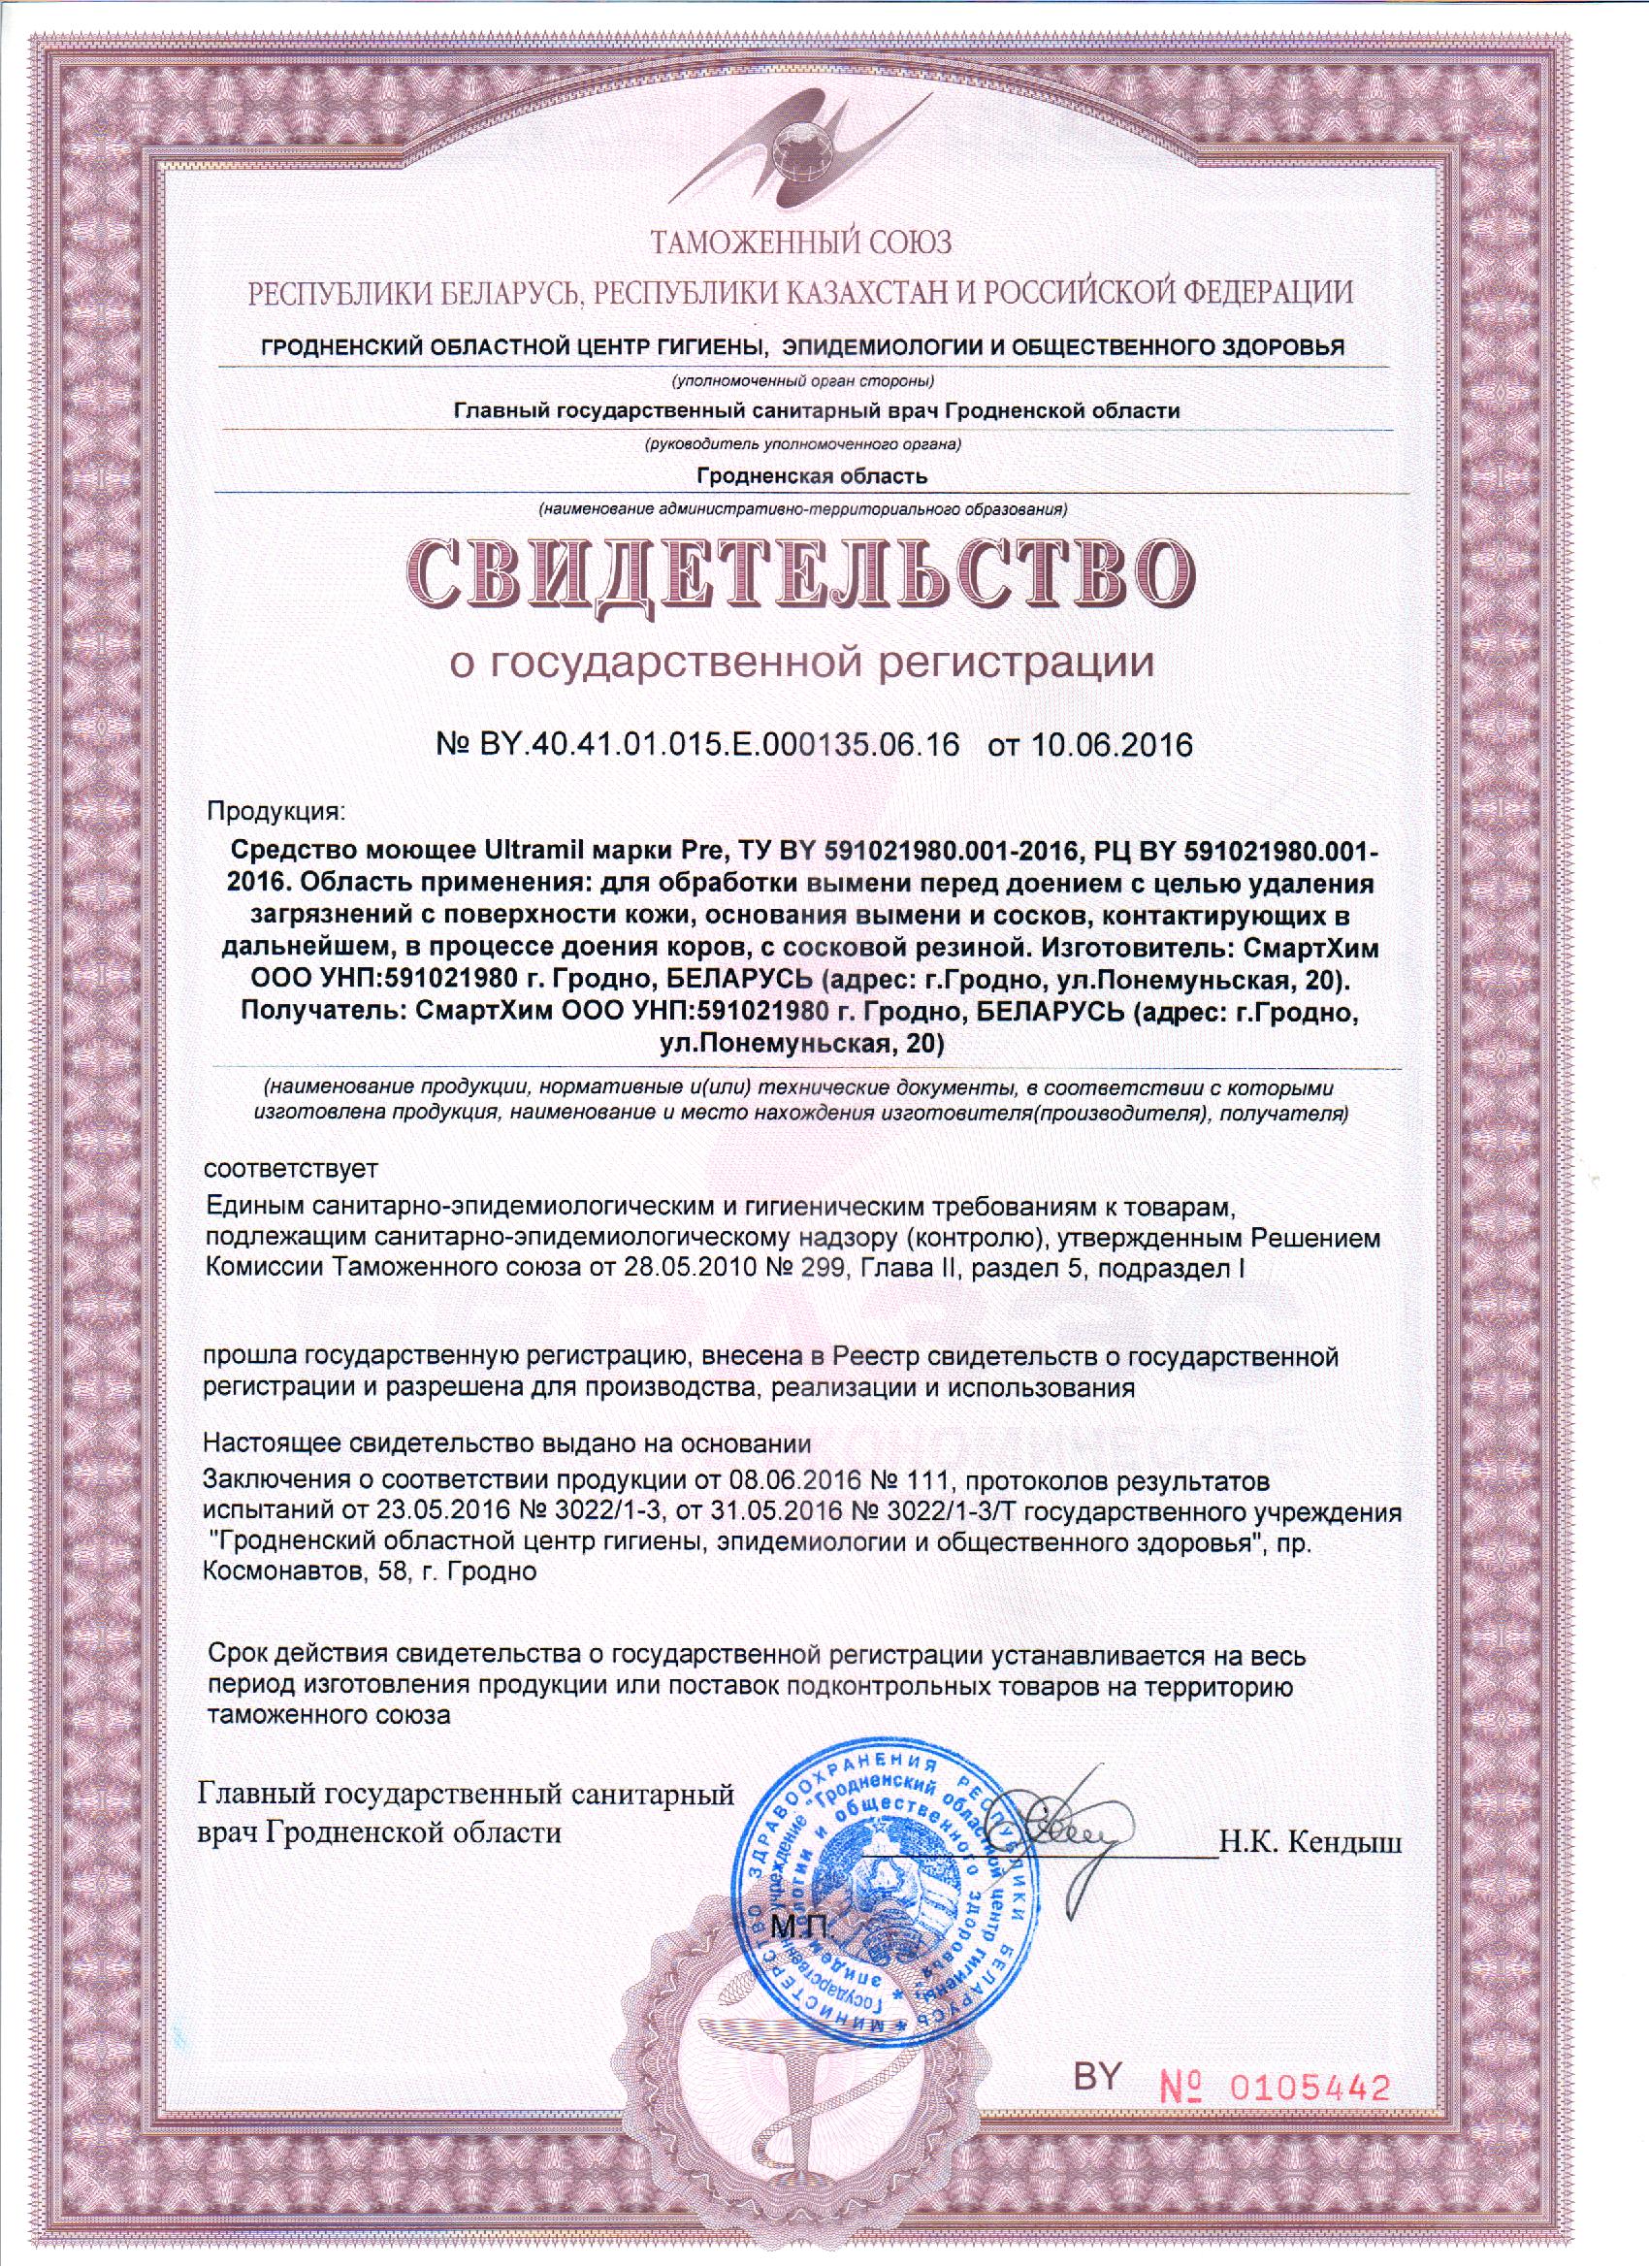 ТАМОЖЕННЫЙ СОЮЗ
РЕСПУБЛИКИ БЕЛАРУСЬ, РЕСПУБЛИКИ КАЗАХСТАН И РОССИЙСКОЙ ФЕДЕРАЦИИ
ГРОДНЕНСКИЙ ОБЛАСТНОЙ ЦЕНТР ГИГИЕНЫ, ЭПИДЕМИОЛОГИИ И ОБЩЕСТВЕННОГО ЗДОРОВЬЯ
(уполномоченный орган стороны)
Главный государственный санитарный врач Гродненской области
(руководитель уполномоченного органа)
Гродненская область
(наименование административно-территориального образования)
СВИДЕТЕЛЬСТВО
о государственной регистрации
№ BY.40.41.01.015.E.000135.06.16 от 10.06.2016
Продукция:
Средство моющее Ultramil марки Pre, ТУ BY 591021980.001-2016, РЦ BY 591021980.001-
2016. Область применения: для обработки вымени перед доением с целью удаления
загрязнений с поверхности кожи, основания вымени и сосков, контактирующих в
дальнейшем, в процессе доения коров, с сосковой резиной. Изготовитель: СмартХим
ООО УНП:591021980 г. Гродно, БЕЛАРУСЬ (адрес: г.Гродно, ул.Понемуньская, 20).
Получатель: СмартХим ООО УНП:591021980 г. Гродно, БЕЛАРУСЬ (адрес: г.Гродно,
ул.Понемуньская, 20)
(наименование продукции, нормативные и(или) технические документы, в соответствии с которыми
изготовлена продукция, наименование и место нахождения изготовителя(производителя), получателя)
соответствует
Единым санитарно-эпидемиологическим и гигиеническим требованиям к товарам,
подлежащим санитарно-эпидемиологическому надзору (контролю), утвержденным Решением
Комиссии Таможенного союза от 28.05.2010 № 299, Глава II, раздел 5, подраздел I
прошла государственную регистрацию, внесена в Реестр свидетельств о государственной
регистрации и разрешена для производства, реализации и использования
Настоящее свидетельство выдано на основании
Заключения о соответствии продукции от 08.06.2016 № 111, протоколов результатов
испытаний от 23.05.2016 № 3022/1-3, от 31.05.2016 № 3022/1-3/Т государственного учреждения
"Гродненский областной центр гигиены, эпидемиологии и общественного здоровья", пр.
Космонавтов, 58, г. Гродно
Срок действия свидетельства о государственной регистрации устанавливается на весь
период изготовления продукции или поставок подконтрольных товаров на территорию
таможенного союза
Главный государственный санитарный
врач Гродненской области
Н.К. Кендыш
М.П.
МИНИСТЕРСТВО ЗДРАВООХРАНЕНИЯ РЕСПУБЛИКИ БЕЛАРУСЬ
"Гродненский областной центр гигиены,
и общественного здоровья"
BY № 0105442